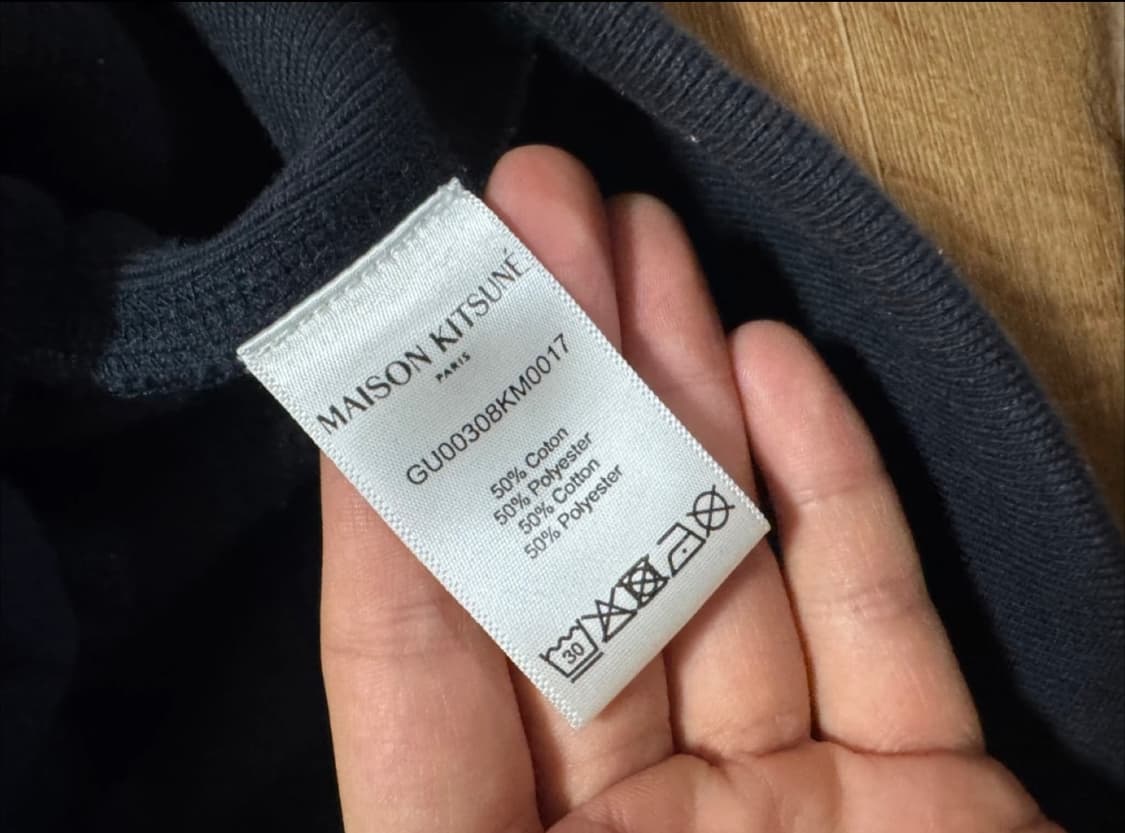 MAISON KITSUNÉ
PARIS
GU00308KM0017
50% Coton
50% Polyester
50% Cotton
50% Polyester
30